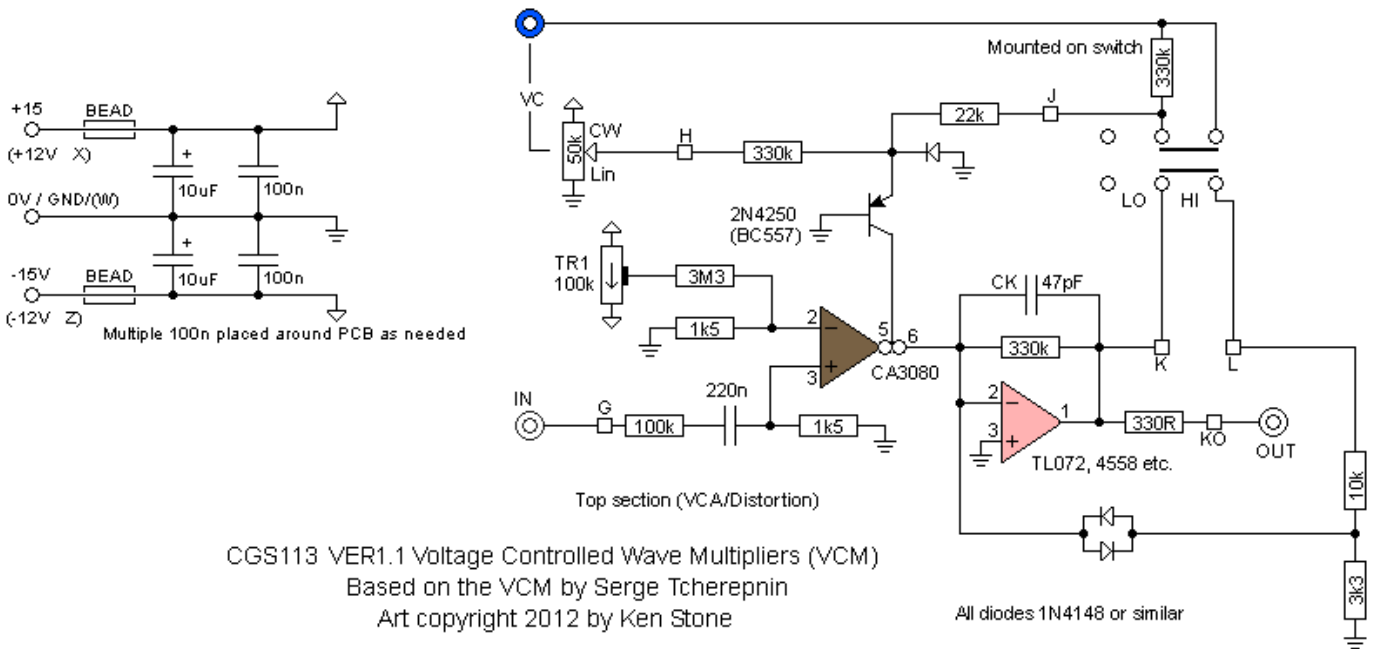 Mounted on switch
330k
+15
BEAD
(+12V X)
+
10uF
100n
0V / GND/(W)
+
10uF
100n
-15V
BEAD
(-12V Z)
Multiple 100n placed around PCB as needed
VC
50k
CW
Lin
H
330k
22k
J
LO
HI
2N4250
(BC557)
TR1
100k
3M3
1k5
2
3
5
6
CA3080
IN
G
100k
220n
1k5
CK
47pF
330k
K
L
2
3
1
330R
KO
OUT
TL072, 4558 etc.
10k
3k3
Top section (VCA/Distortion)
CGS113 VER1.1 Voltage Controlled Wave Multipliers (VCM)
Based on the VCM by Serge Tcherepnin
Art copyright 2012 by Ken Stone
All diodes 1N4148 or similar